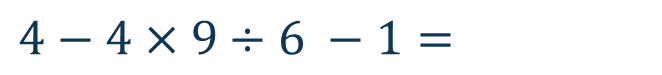 4 − 4 × 9 ÷ 6 − 1 =